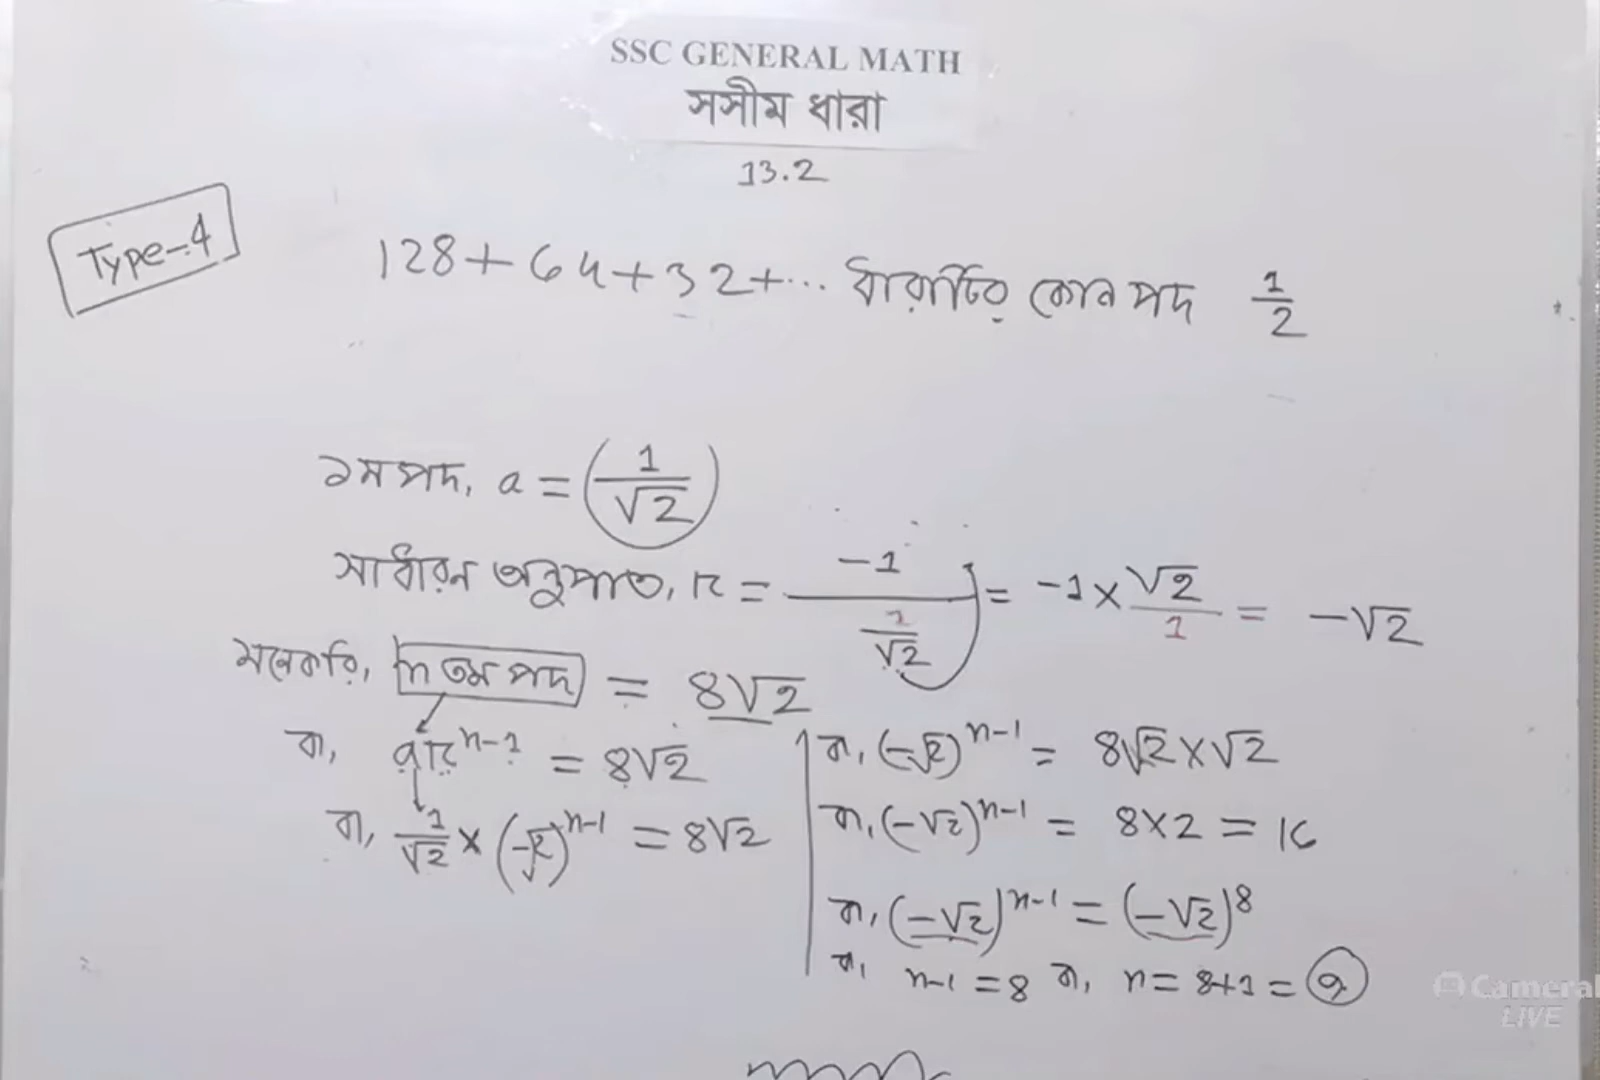 SSC GENERAL MATH
সসীম ধারা
13.2
Type-4
128+64+32+... ধারাটির কোন পদ 1/2
১ম পদ, a = (1/√2)
সাধারন অনুপাত, r = -1/(1/√2) = -1×√2/1 = -√2
মনেকরি, n তম পদ = 8√2
বা, arⁿ⁻¹ = 8√2
বা, 1/√2 × (-√2)ⁿ⁻¹ = 8√2
বা, (-√2)ⁿ⁻¹ = 8√2×√2
বা, (-√2)ⁿ⁻¹ = 8×2 = 16
বা, (-√2)ⁿ⁻¹ = (-√2)⁸
বা, n-1 = 8 বা, n = 8+1 = 9
Camera
LIVE